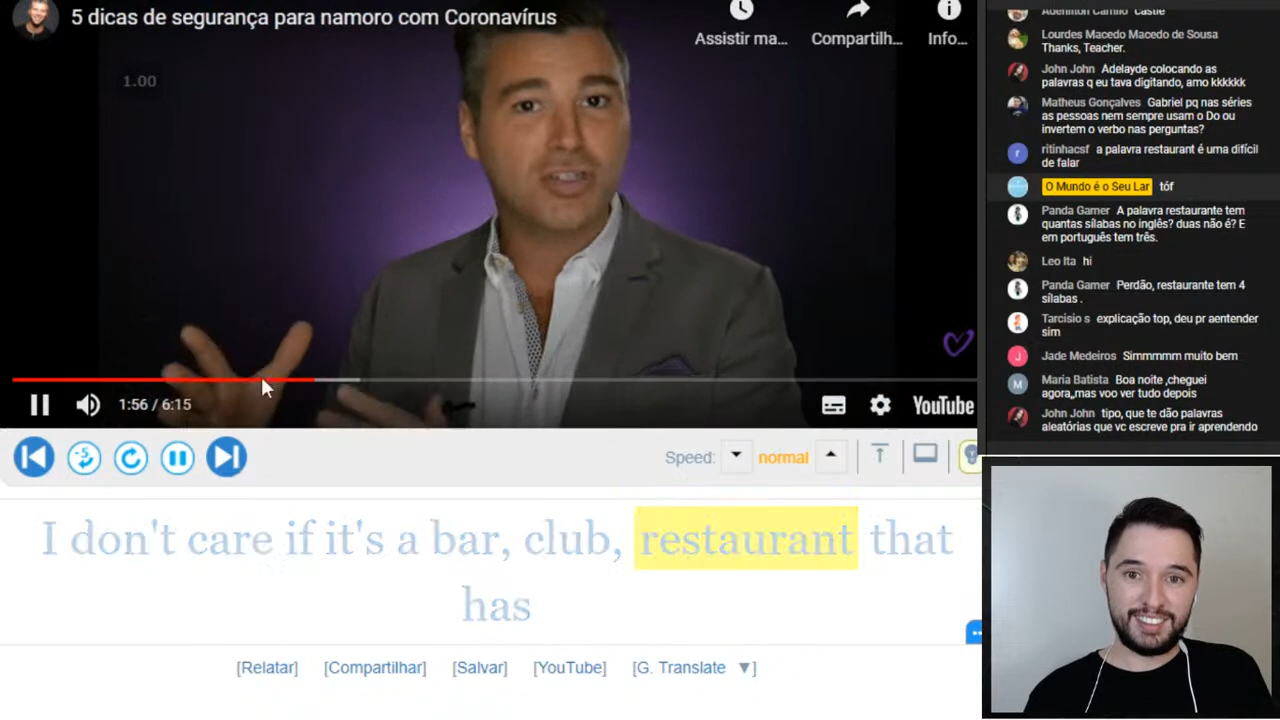 5 dicas de segurança para namoro com Coronavírus
Assistir ma...
Compartilh...
Info...
1.00
1:56 / 6:15
YouTube
Speed:
normal
I don't care if it's a bar, club, restaurant that
has
[Relatar]
[Compartilhar]
[Salvar]
[YouTube]
[G. Translate ▼]
Adenilton Camilo castle
Lourdes Macedo Macedo de Sousa
Thanks, Teacher.
John John Adelayde colocando as
palavras q eu tava digitando, amo kkkkkk
Matheus Gonçalves Gabriel pq nas séries
as pessoas nem sempre usam o Do ou
invertem o verbo nas perguntas?
ritinhacsf a palavra restaurant é uma difícil
de falar
O Mundo é o Seu Lar tóf
Panda Gamer A palavra restaurante tem
quantas sílabas no inglês? duas não é? E
em português tem três.
Leo Ita hi
Panda Gamer Perdão, restaurante tem 4
sílabas .
Tarcisio s explicação top, deu pr aentender
sim
Jade Medeiros Simmmmm muito bem
Maria Batista Boa noite ,cheguei
agora,,mas voo ver tudo depois
John John tipo, que te dão palavras
aleatórias que vc escreve pra ir aprendendo